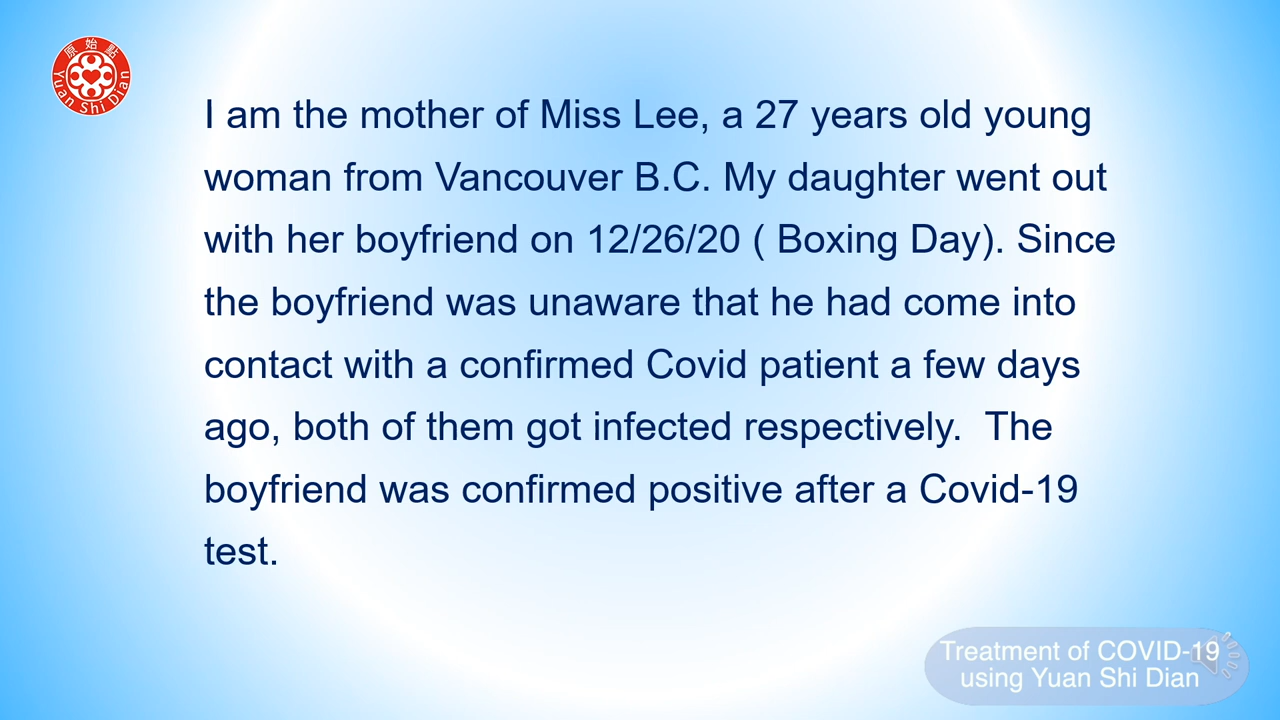 原始點
Yuan Shi Dian
I am the mother of Miss Lee, a 27 years old young
woman from Vancouver B.C. My daughter went out
with her boyfriend on 12/26/20 ( Boxing Day). Since
the boyfriend was unaware that he had come into
contact with a confirmed Covid patient a few days
ago, both of them got infected respectively.  The
boyfriend was confirmed positive after a Covid-19
test.
Treatment of COVID-19
using Yuan Shi Dian